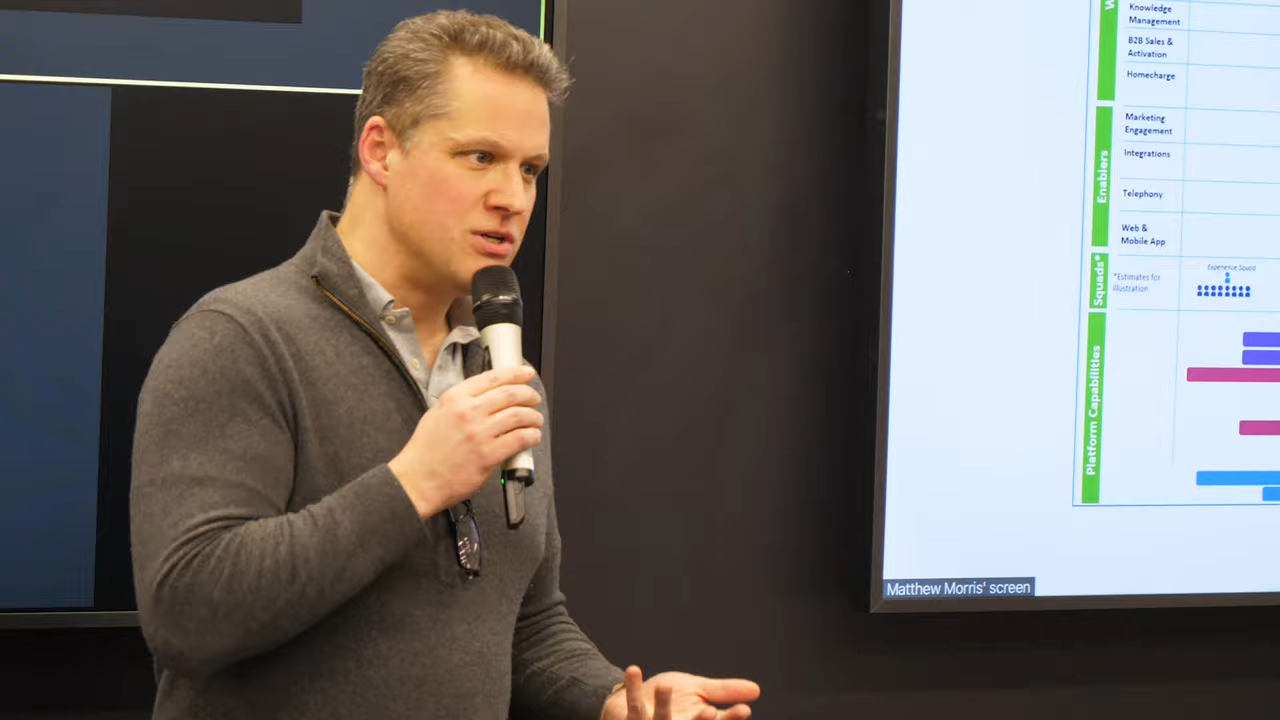 Knowledge
Management
B2B Sales &
Activation
Homecharge
Marketing
Engagement
Integrations
Enablers
Telephony
Web &
Mobile App
Squads*
*Estimates for
illustration
Experience Squad
Platform Capabilities
Matthew Morris' screen